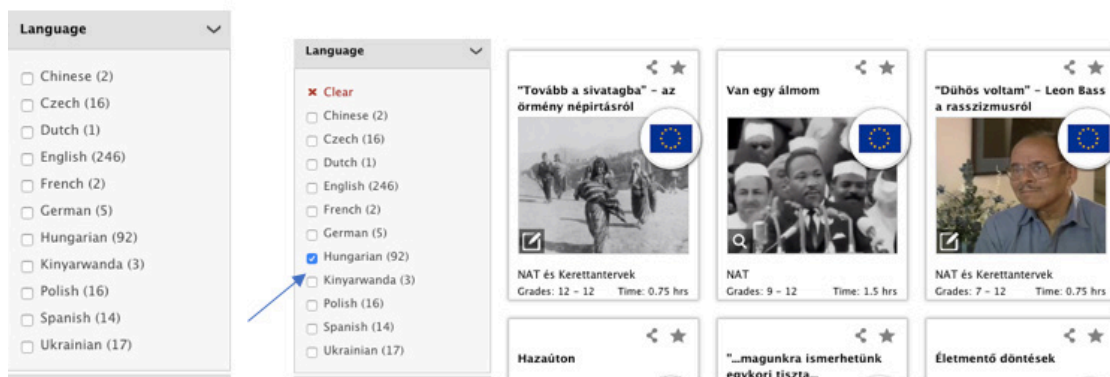 Language
Chinese (2)
Czech (16)
Dutch (1)
English (246)
French (2)
German (5)
Hungarian (92)
Kinyarwanda (3)
Polish (16)
Spanish (14)
Ukrainian (17)
Language
× Clear
Chinese (2)
Czech (16)
Dutch (1)
English (246)
French (2)
German (5)
Hungarian (92)
Kinyarwanda (3)
Polish (16)
Spanish (14)
Ukrainian (17)
"Tovább a sivatagba" – az
örmény népirtásról
NAT és Kerettantervek
Grades: 12 – 12 Time: 0.75 hrs
Van egy álmom
NAT
Grades: 9 – 12 Time: 1.5 hrs
"Dühös voltam" – Leon Bass
a rasszizmusról
NAT és Kerettantervek
Grades: 7 – 12 Time: 0.75 hrs
Hazaúton
"...magunkra ismerhetünk
egykori tiszta...
Életmentő döntések